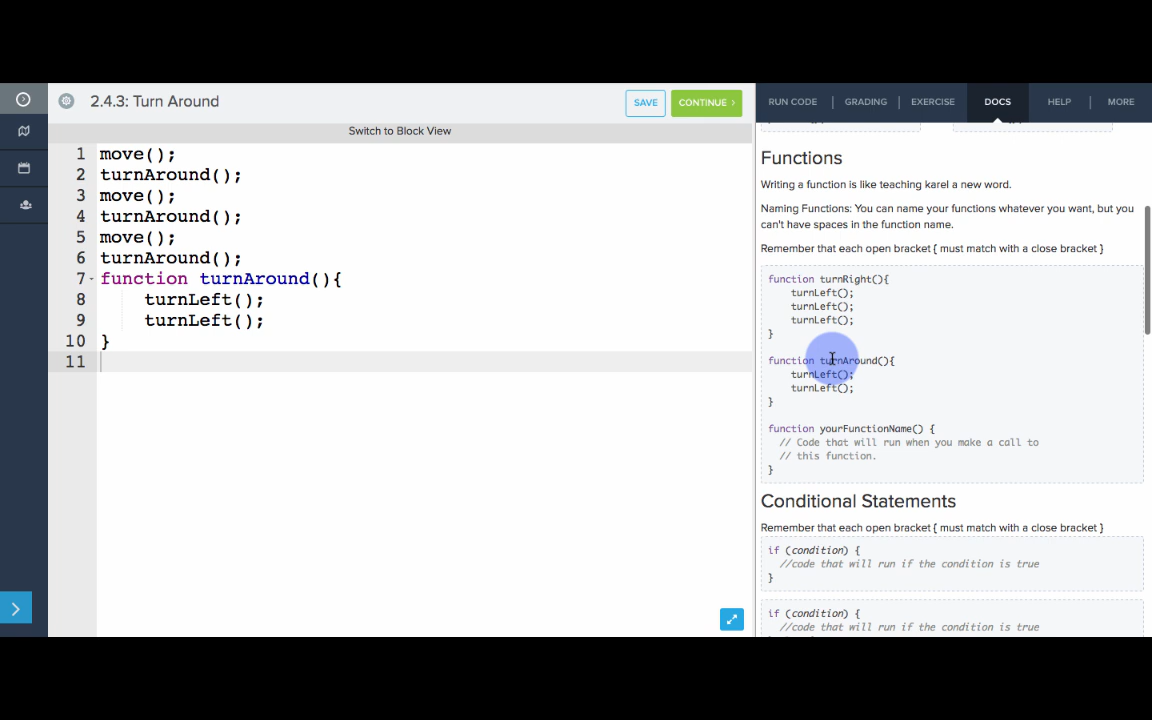 2.4.3: Turn Around
SAVE
CONTINUE ›
RUN CODE
GRADING
EXERCISE
DOCS
HELP
MORE
Switch to Block View
1 move();
2 turnAround();
3 move();
4 turnAround();
5 move();
6 turnAround();
7 function turnAround(){
8 turnLeft();
9 turnLeft();
10 }
11
Functions
Writing a function is like teaching karel a new word.
Naming Functions: You can name your functions whatever you want, but you
can't have spaces in the function name.
Remember that each open bracket { must match with a close bracket }
function turnRight(){
turnLeft();
turnLeft();
turnLeft();
}
function turnAround(){
turnLeft();
turnLeft();
}
function yourFunctionName() {
// Code that will run when you make a call to
// this function.
}
Conditional Statements
Remember that each open bracket { must match with a close bracket }
if (condition) {
//code that will run if the condition is true
}
if (condition) {
//code that will run if the condition is true